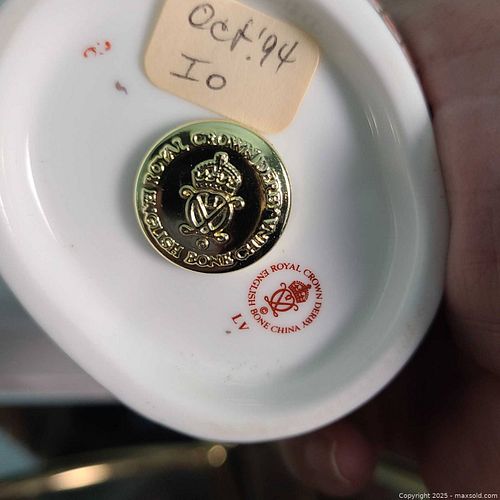 Oct. '94
Io
ROYAL CROWN DERBY
ENGLISH BONE CHINA
ROYAL CROWN DERBY
ENGLISH BONE CHINA
©
LV
Copyright 2025 - maxsold.com